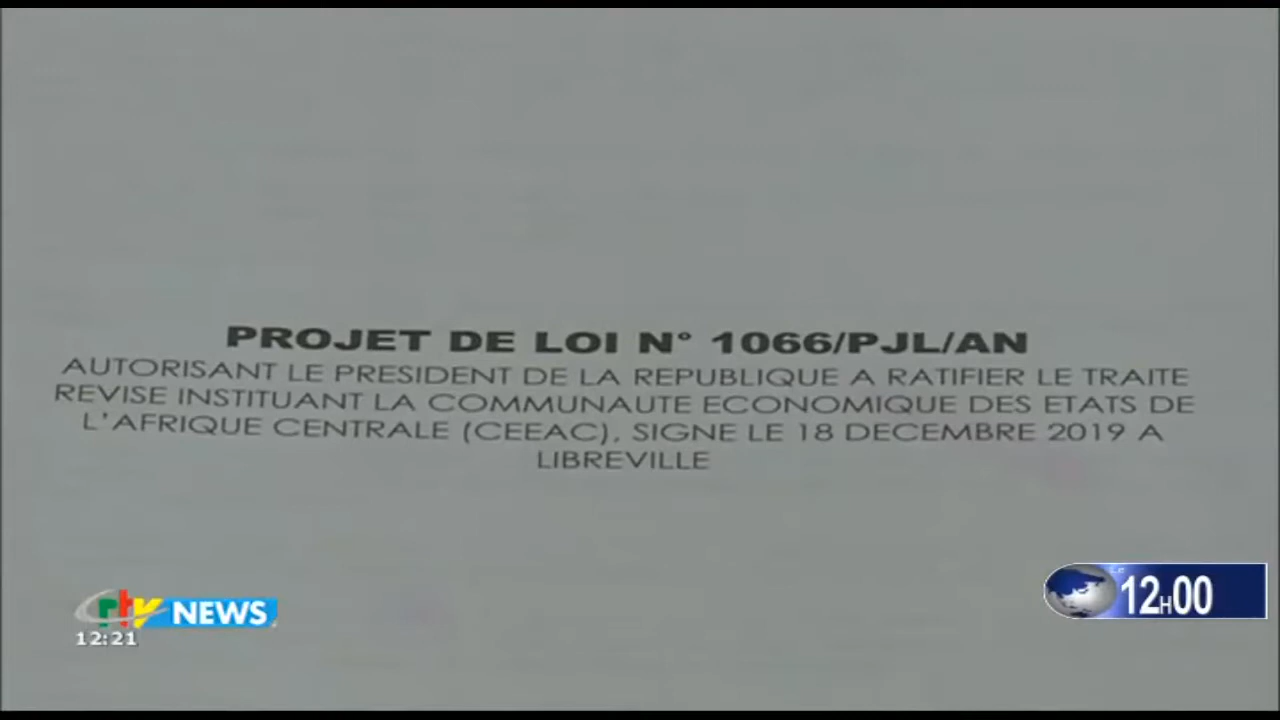 PROJET DE LOI N° 1066/PJL/AN
AUTORISANT LE PRESIDENT DE LA REPUBLIQUE A RATIFIER LE TRAITE
REVISE INSTITUANT LA COMMUNAUTE ECONOMIQUE DES ETATS DE
L'AFRIQUE CENTRALE (CEEAC), SIGNE LE 18 DECEMBRE 2019 A
LIBREVILLE
Le
12H00
crtv NEWS
12:21